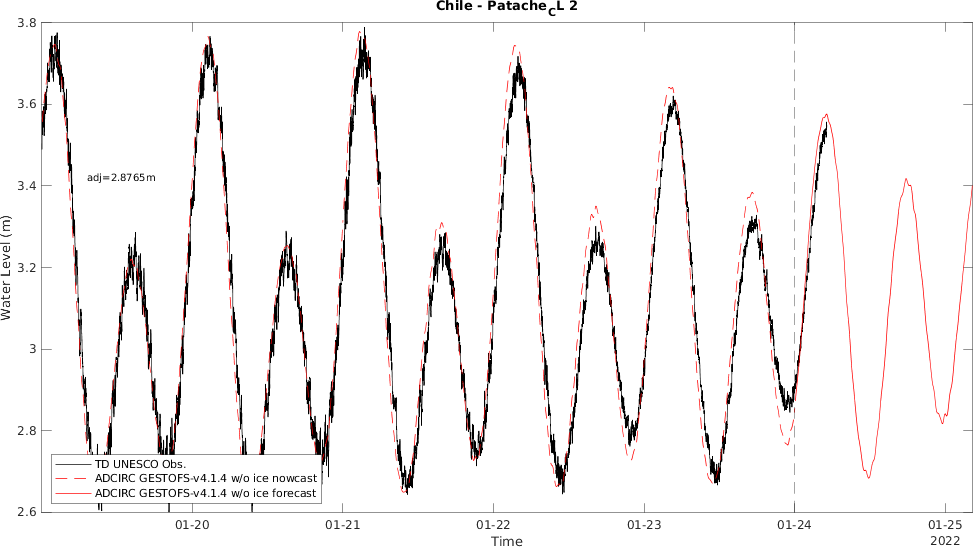 Chile - Patache_CL 2
3.8
3.6
3.4
3.2
3
2.8
2.6
Water Level (m)
adj=2.8765m
TD UNESCO Obs.
ADCIRC GESTOFS-v4.1.4 w/o ice nowcast
ADCIRC GESTOFS-v4.1.4 w/o ice forecast
01-20
01-21
01-22
01-23
01-24
01-25
Time
2022